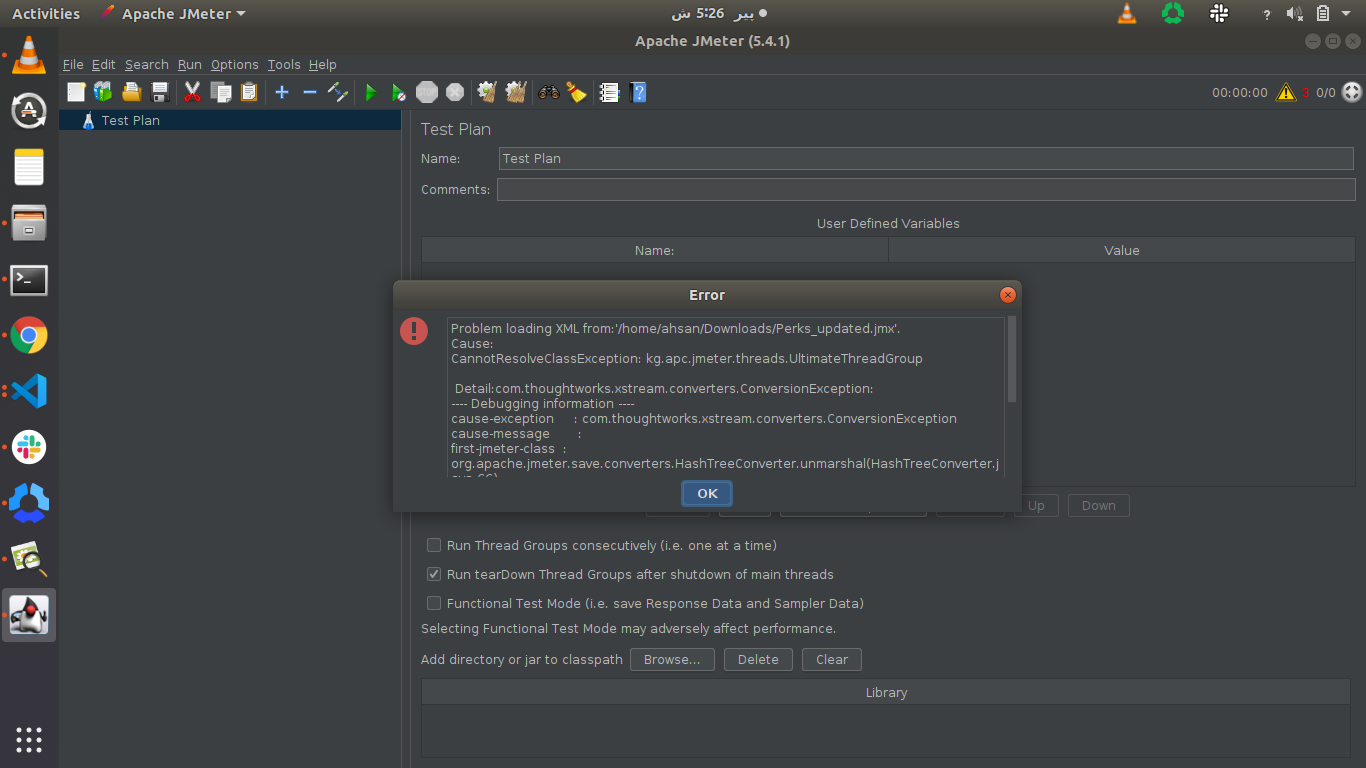 Activities
Apache JMeter
پیر 5:26 ش
?
Apache JMeter (5.4.1)
File Edit Search Run Options Tools Help
STOP
00:00:00 3 0/0
Test Plan
Test Plan
Name: Test Plan
Comments:
User Defined Variables
Name: Value
Error
Problem loading XML from:'/home/ahsan/Downloads/Perks_updated.jmx'.
Cause:
CannotResolveClassException: kg.apc.jmeter.threads.UltimateThreadGroup
Detail:com.thoughtworks.xstream.converters.ConversionException:
---- Debugging information ----
cause-exception : com.thoughtworks.xstream.converters.ConversionException
cause-message :
first-jmeter-class :
org.apache.jmeter.save.converters.HashTreeConverter.unmarshal(HashTreeConverter.j
OK
Up Down
Run Thread Groups consecutively (i.e. one at a time)
Run tearDown Thread Groups after shutdown of main threads
Functional Test Mode (i.e. save Response Data and Sampler Data)
Selecting Functional Test Mode may adversely affect performance.
Add directory or jar to classpath Browse... Delete Clear
Library